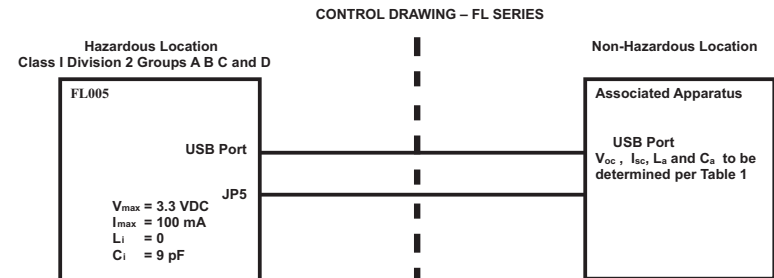 CONTROL DRAWING – FL SERIES
Hazardous Location
Class I Division 2 Groups A B C and D
Non-Hazardous Location
FL005
USB Port
JP5
Vmax = 3.3 VDC
Imax = 100 mA
Li = 0
Ci = 9 pF
Associated Apparatus
USB Port
Voc , Isc, La and Ca to be
determined per Table 1